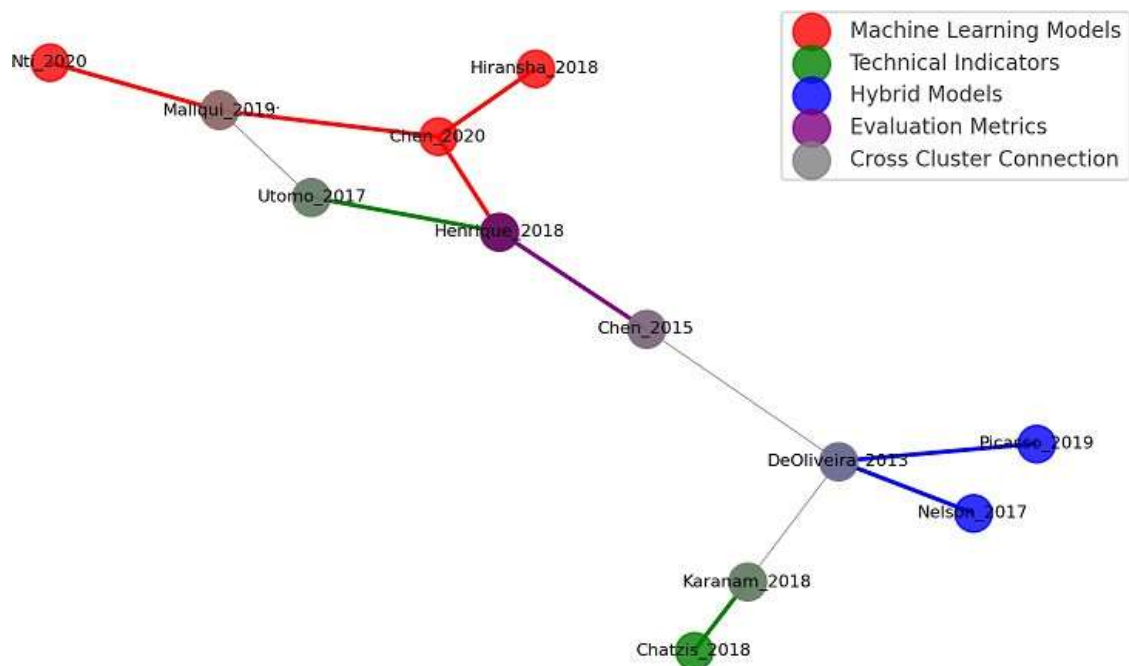 Machine Learning Models
Technical Indicators
Hybrid Models
Evaluation Metrics
Cross Cluster Connection
Nti_2020
Hiransha_2018
Mallqui_2019:
Chen_2020
Utomo_2017
Henrique_2018
Chen_2015
Picasso_2019
DeOliveira_2013
Nelson_2017
Karanam_2018
Chatzis_2018